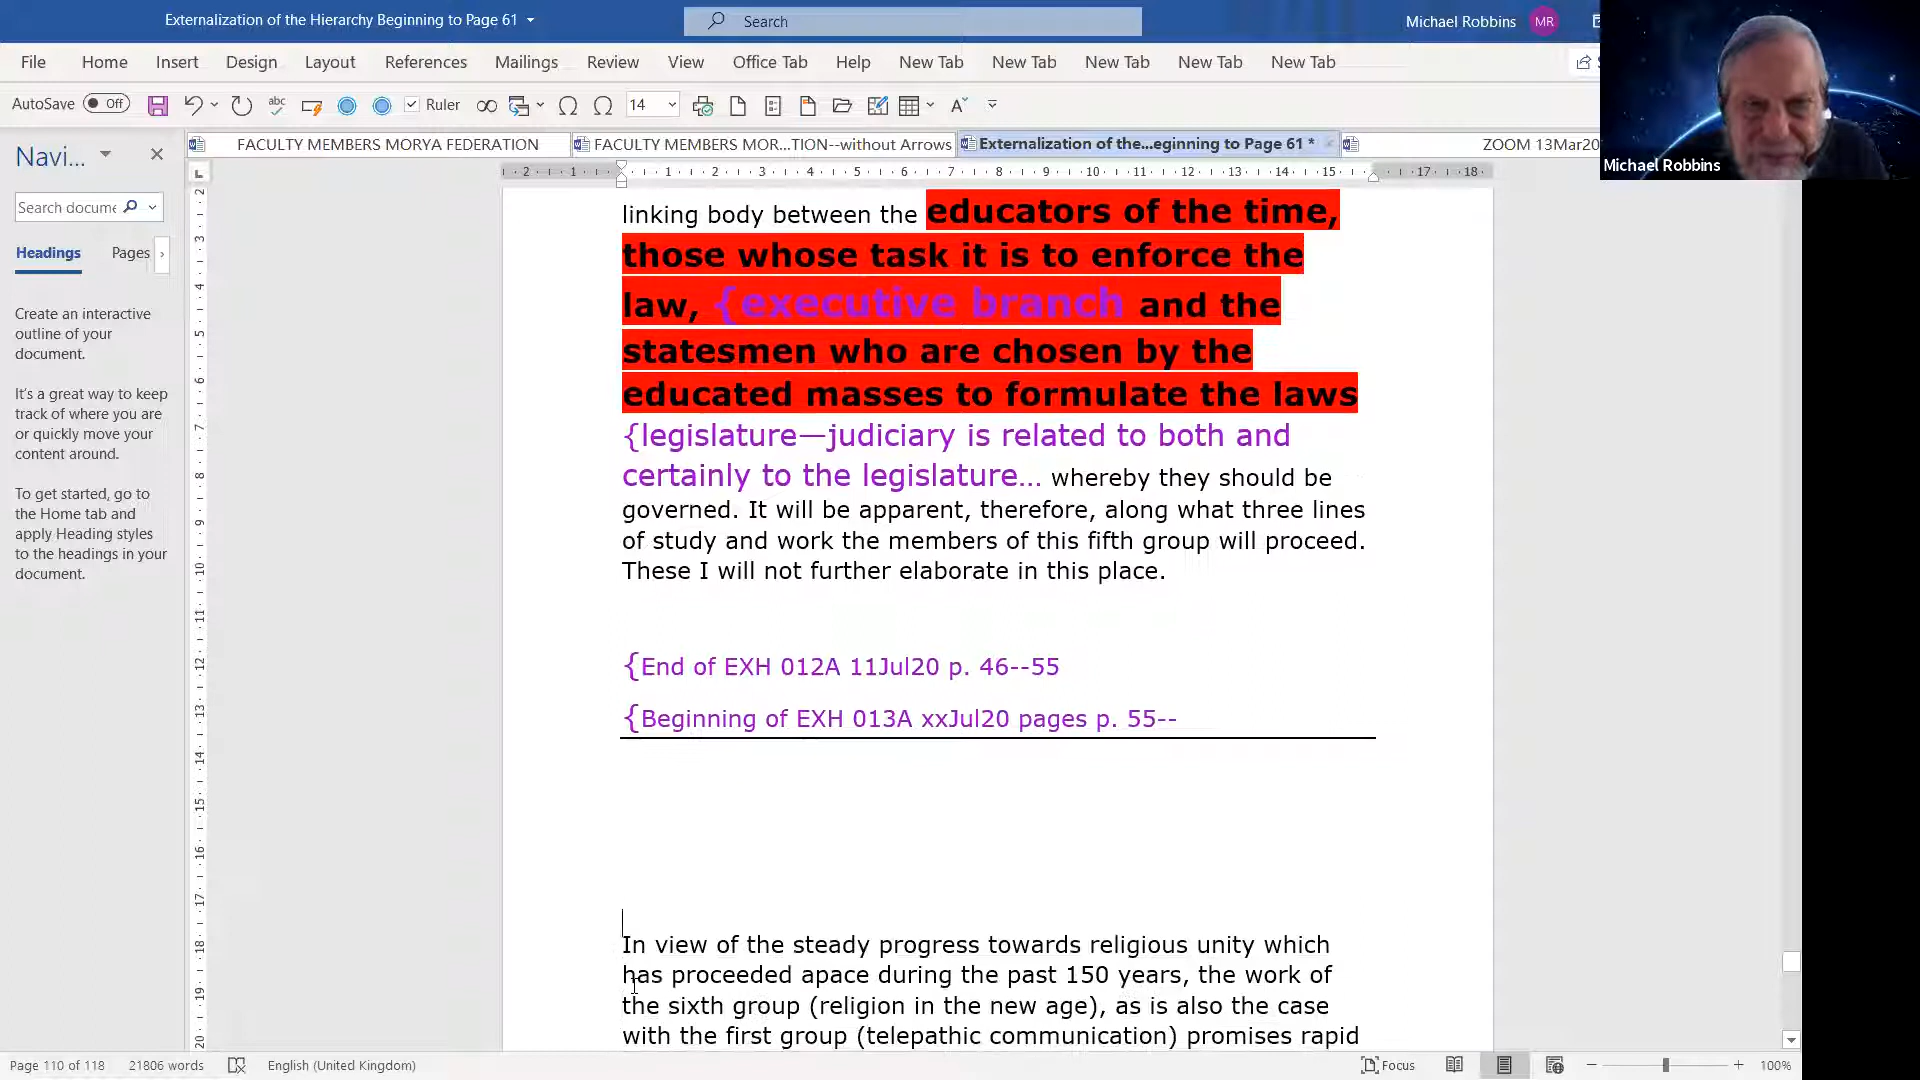 Externalization of the Hierarchy Beginning to Page 61
Search
Michael Robbins
MR
File
Home
Insert
Design
Layout
References
Mailings
Review
View
Office Tab
Help
New Tab
New Tab
New Tab
New Tab
New Tab
AutoSave
Off
abc
Ruler
14
FACULTY MEMBERS MORYA FEDERATION
FACULTY MEMBERS MOR...TION--without Arrows
Externalization of the...eginning to Page 61 *
ZOOM 13Mar20
Michael Robbins
Navi...
Search docume
Headings
Pages
Create an interactive
outline of your
document.
It's a great way to keep
track of where you are
or quickly move your
content around.
To get started, go to
the Home tab and
apply Heading styles
to the headings in your
document.
linking body between the educators of the time,
those whose task it is to enforce the
law, {executive branch and the
statesmen who are chosen by the
educated masses to formulate the laws
{legislature—judiciary is related to both and
certainly to the legislature… whereby they should be
governed. It will be apparent, therefore, along what three lines
of study and work the members of this fifth group will proceed.
These I will not further elaborate in this place.
{End of EXH 012A 11Jul20 p. 46--55
{Beginning of EXH 013A xxJul20 pages p. 55--
In view of the steady progress towards religious unity which
has proceeded apace during the past 150 years, the work of
the sixth group (religion in the new age), as is also the case
with the first group (telepathic communication) promises rapid
Page 110 of 118
21806 words
English (United Kingdom)
Focus
100%